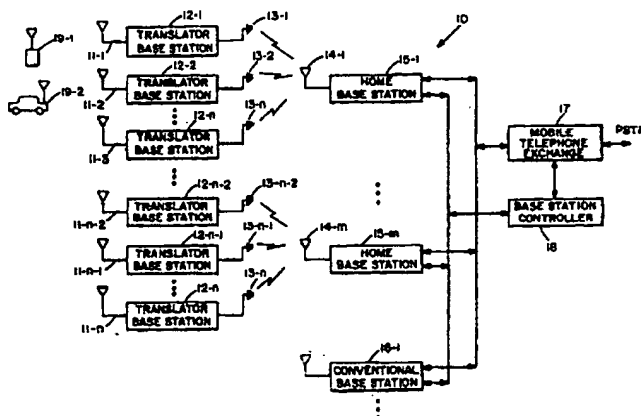 10
19-1
12-1
13-1
TRANSLATOR
BASE STATION
11-1
14-1
15-1
HOME
BASE STATION
12-2
13-2
TRANSLATOR
BASE STATION
11-2
19-2
12-n
13-n
TRANSLATOR
BASE STATION
11-3
17
MOBILE
TELEPHONE
EXCHANGE
12-n-2
13-n-2
TRANSLATOR
BASE STATION
11-n-2
BASE STATION
CONTROLLER
18
12-n-1
13-n-1
TRANSLATOR
BASE STATION
11-n-1
14-m
15-m
HOME
BASE STATION
12-n
13-n
TRANSLATOR
BASE STATION
11-n
16-1
CONVENTIONAL
BASE STATION